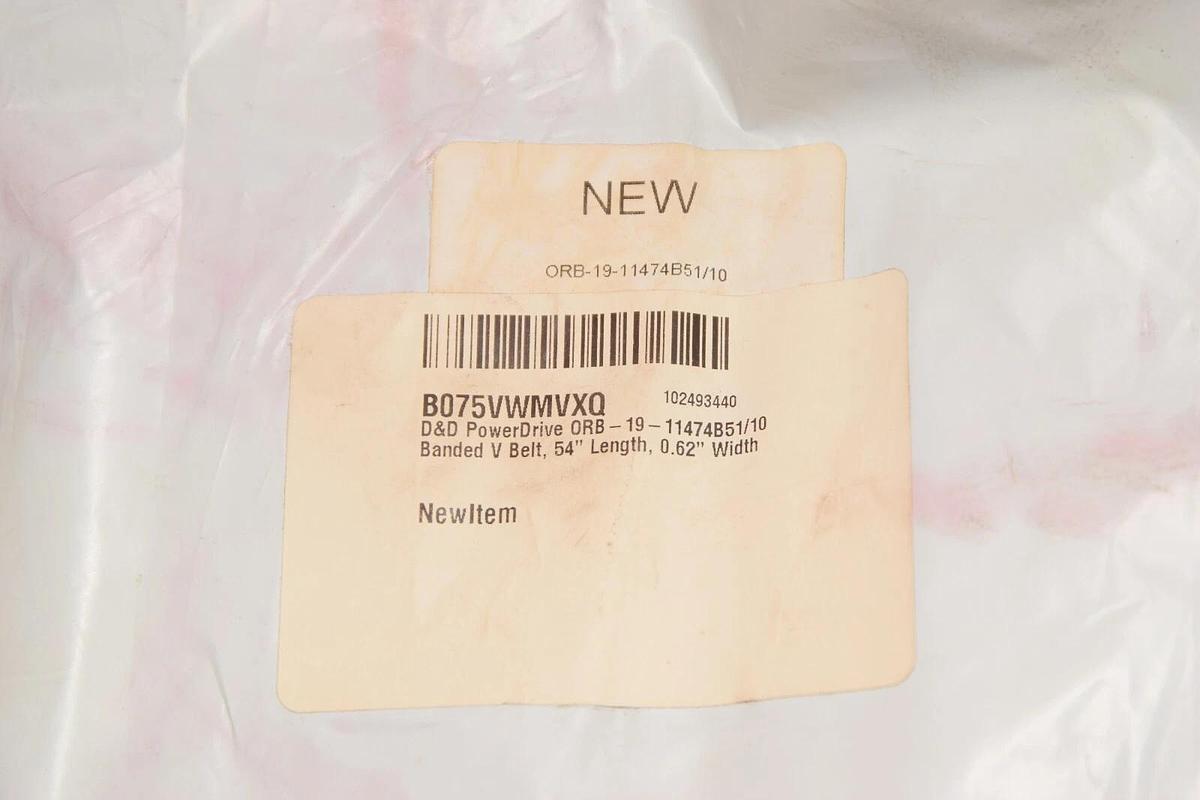 NEW
ORB-19-11474B51/10
B075VWMVXQ 102493440
D&D PowerDrive ORB-19-11474B51/10
Banded V Belt, 54" Length, 0.62" Width
NewItem